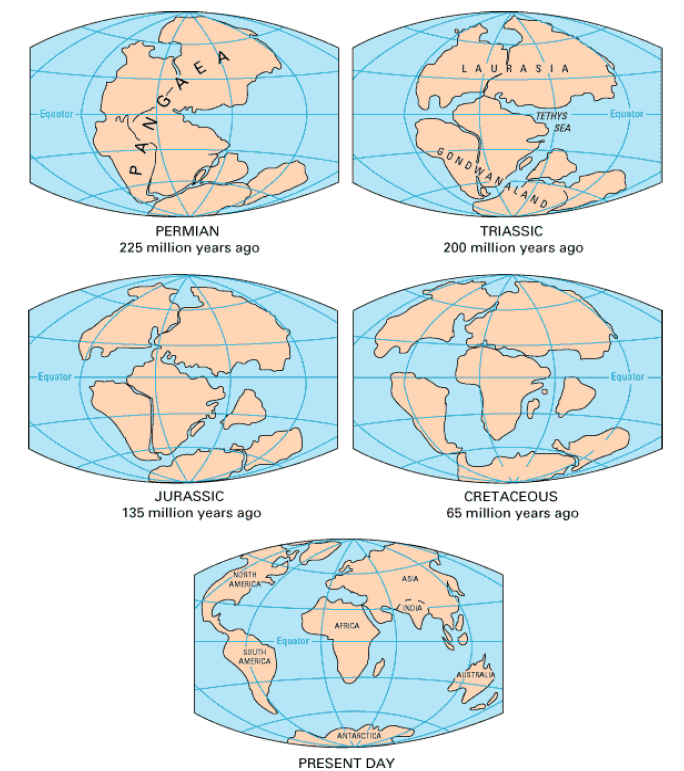 PANGAEA
Equator
PERMIAN
225 million years ago
LAURASIA
TETHYS
SEA
Equator
GONDWANALAND
TRIASSIC
200 million years ago
Equator
JURASSIC
135 million years ago
Equator
CRETACEOUS
65 million years ago
NORTH
AMERICA
ASIA
INDIA
AFRICA
Equator
SOUTH
AMERICA
AUSTRALIA
ANTARCTICA
PRESENT DAY